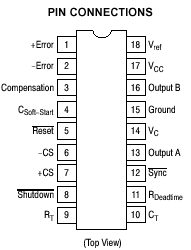 PIN CONNECTIONS
+Error 1 18 Vref
−Error 2 17 VCC
Compensation 3 16 Output B
CSoft-Start 4 15 Ground
Reset 5 14 VC
−CS 6 13 Output A
+CS 7 12 Sync
Shutdown 8 11 RDeadtime
RT 9 10 CT
(Top View)